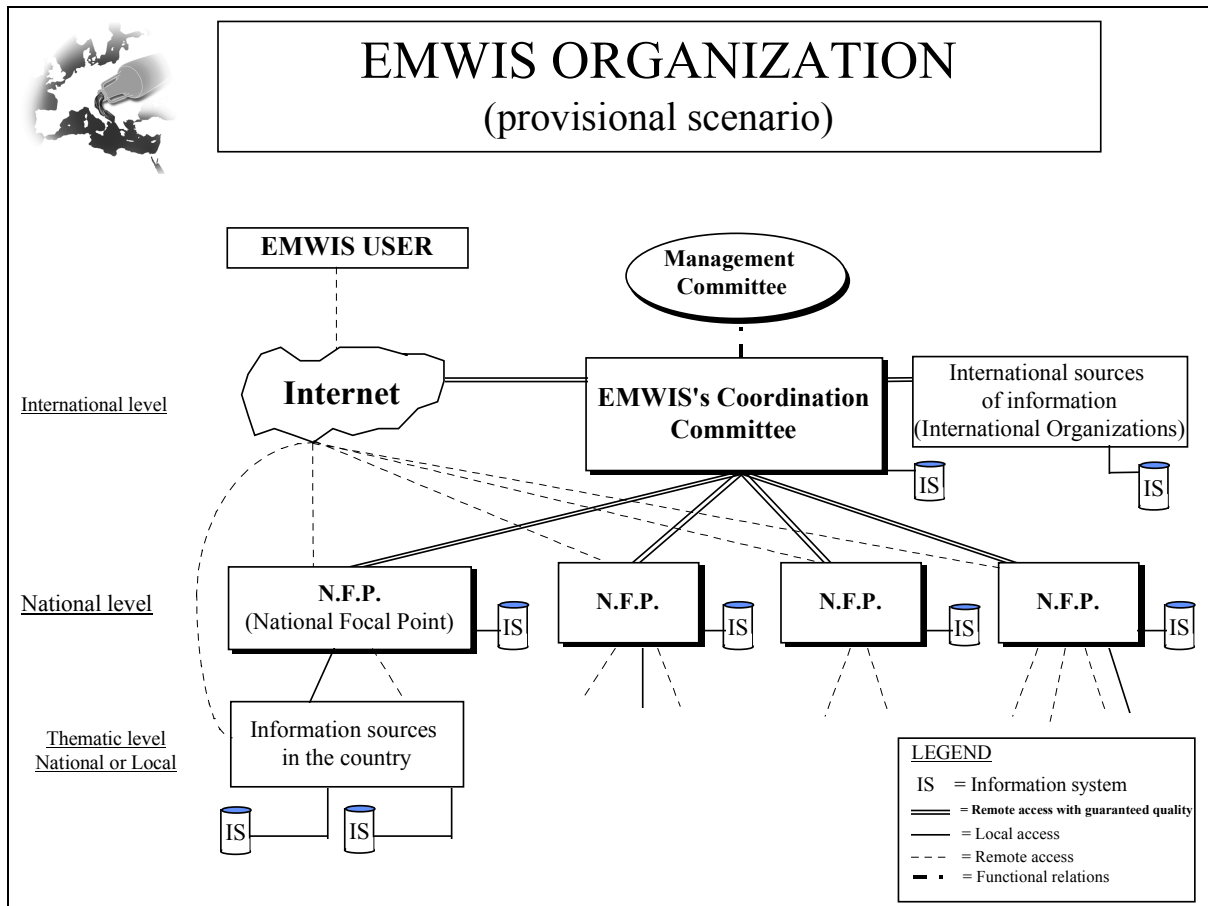 EMWIS ORGANIZATION
(provisional scenario)
EMWIS USER
Management
Committee
International level
Internet
EMWIS's Coordination
Committee
International sources
of information
(International Organizations)
IS
IS
National level
N.F.P.
(National Focal Point)
IS
N.F.P.
IS
N.F.P.
IS
N.F.P.
IS
Thematic level
National or Local
Information sources
in the country
IS
IS
LEGEND
IS = Information system
= Remote access with guaranteed quality
= Local access
= Remote access
= Functional relations